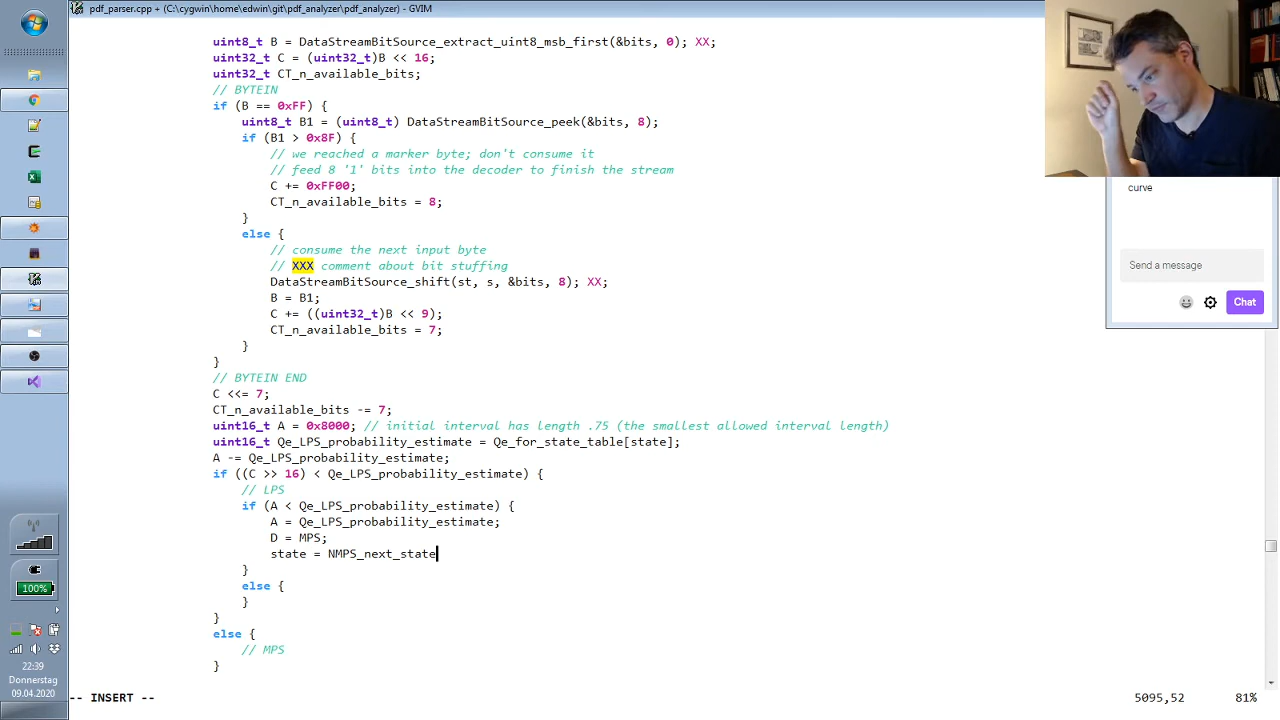 pdf_parser.cpp + (C:\cygwin\home\edwin\git\pdf_analyzer\pdf_analyzer) - GVIM
uint8_t B = DataStreamBitSource_extract_uint8_msb_first(&bits, 0); XX;
uint32_t C = (uint32_t)B << 16;
uint32_t CT_n_available_bits;
// BYTEIN
if (B == 0xFF) {
uint8_t B1 = (uint8_t) DataStreamBitSource_peek(&bits, 8);
if (B1 > 0x8F) {
// we reached a marker byte; don't consume it
// feed 8 '1' bits into the decoder to finish the stream
C += 0xFF00;
CT_n_available_bits = 8;
}
else {
// consume the next input byte
// XXX comment about bit stuffing
DataStreamBitSource_shift(st, s, &bits, 8); XX;
B = B1;
C += ((uint32_t)B << 9);
CT_n_available_bits = 7;
}
}
// BYTEIN END
C <<= 7;
CT_n_available_bits -= 7;
uint16_t A = 0x8000; // initial interval has length .75 (the smallest allowed interval length)
uint16_t Qe_LPS_probability_estimate = Qe_for_state_table[state];
A -= Qe_LPS_probability_estimate;
if ((C >> 16) < Qe_LPS_probability_estimate) {
// LPS
if (A < Qe_LPS_probability_estimate) {
A = Qe_LPS_probability_estimate;
D = MPS;
state = NMPS_next_state
}
else {
}
}
else {
// MPS
}
-- INSERT --
5095,52
81%
curve
Send a message
Chat
100%
22:39
Donnerstag
09.04.2020